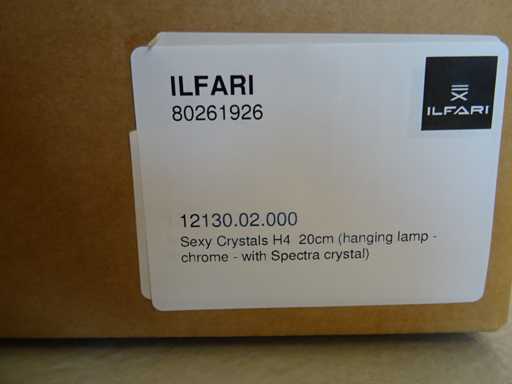 ILFARI
80261926
ILFARI
12130.02.000
Sexy Crystals H4 20cm (hanging lamp -
chrome - with Spectra crystal)